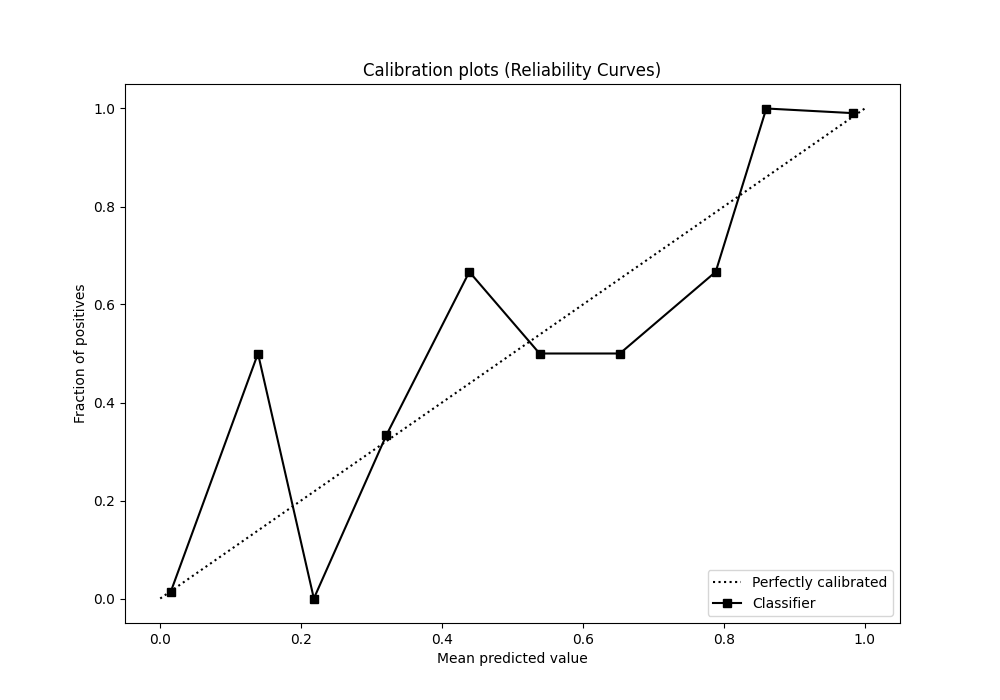 Calibration plots (Reliability Curves)
Fraction of positives
1.0
0.8
0.6
0.4
0.2
0.0
0.0 0.2 0.4 0.6 0.8 1.0
Mean predicted value
Perfectly calibrated
Classifier